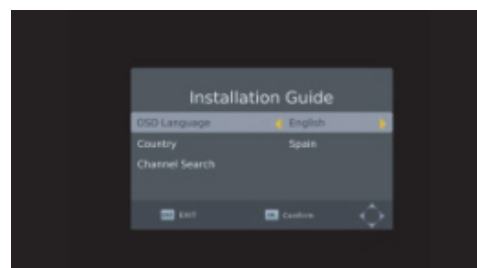 Installation Guide
OSD Language English
Country Spain
Channel Search
EXIT Confirm